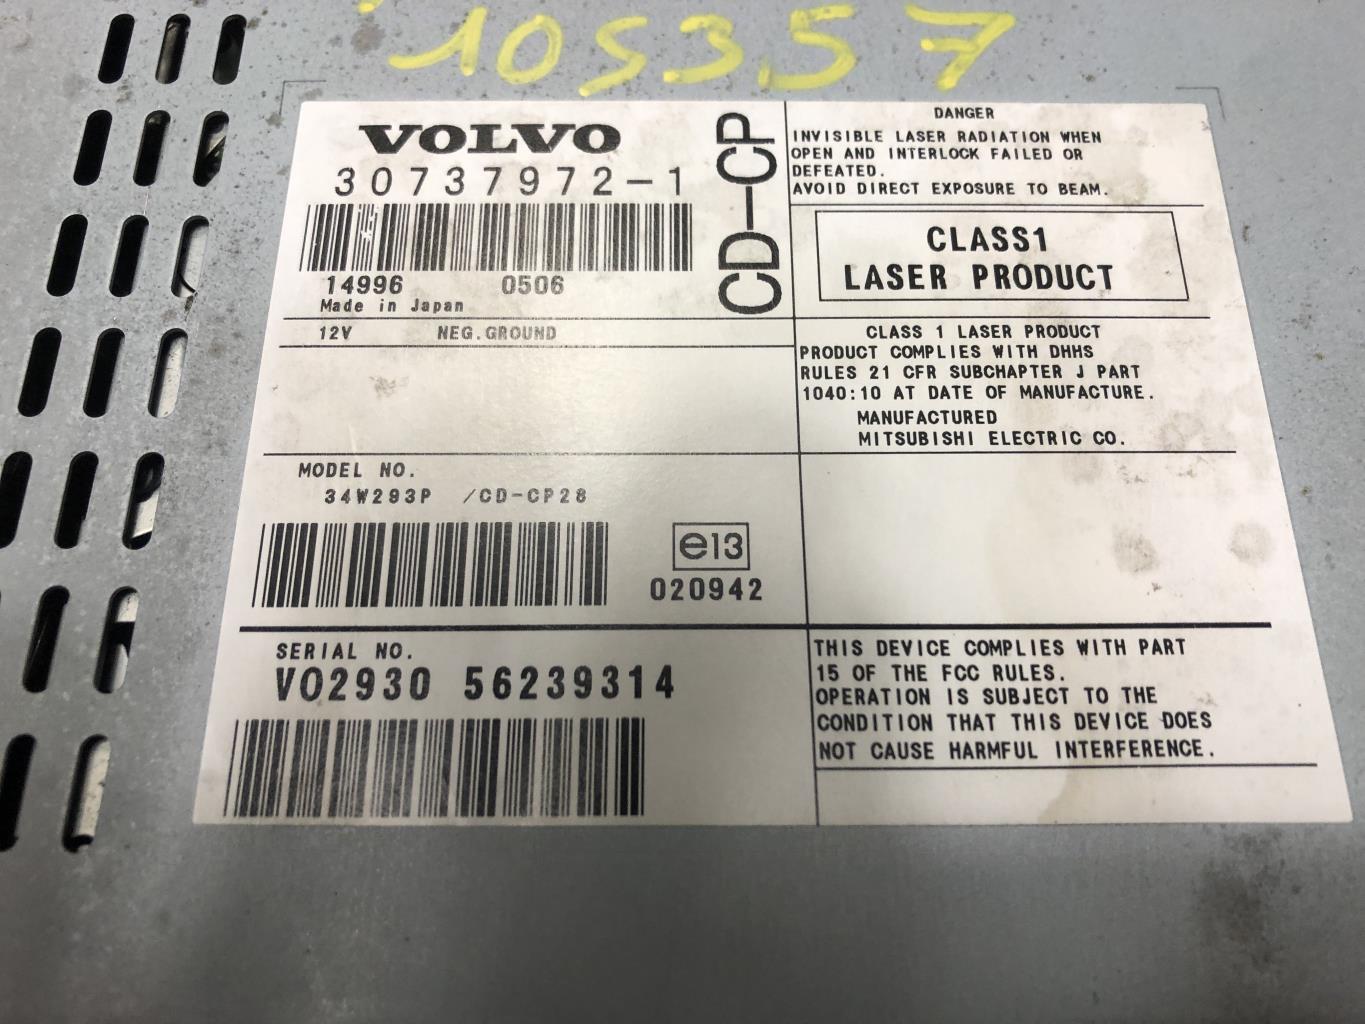 105357
VOLVO
30737972-1
14996 0506
Made in Japan
CD-CP
12V NEG.GROUND
MODEL NO.
34W293P /CD-CP28
e13
020942
SERIAL NO.
VO2930 56239314
DANGER
INVISIBLE LASER RADIATION WHEN
OPEN AND INTERLOCK FAILED OR
DEFEATED.
AVOID DIRECT EXPOSURE TO BEAM.
CLASS1
LASER PRODUCT
CLASS 1 LASER PRODUCT
PRODUCT COMPLIES WITH DHHS
RULES 21 CFR SUBCHAPTER J PART
1040:10 AT DATE OF MANUFACTURE.
MANUFACTURED
MITSUBISHI ELECTRIC CO.
THIS DEVICE COMPLIES WITH PART
15 OF THE FCC RULES.
OPERATION IS SUBJECT TO THE
CONDITION THAT THIS DEVICE DOES
NOT CAUSE HARMFUL INTERFERENCE.